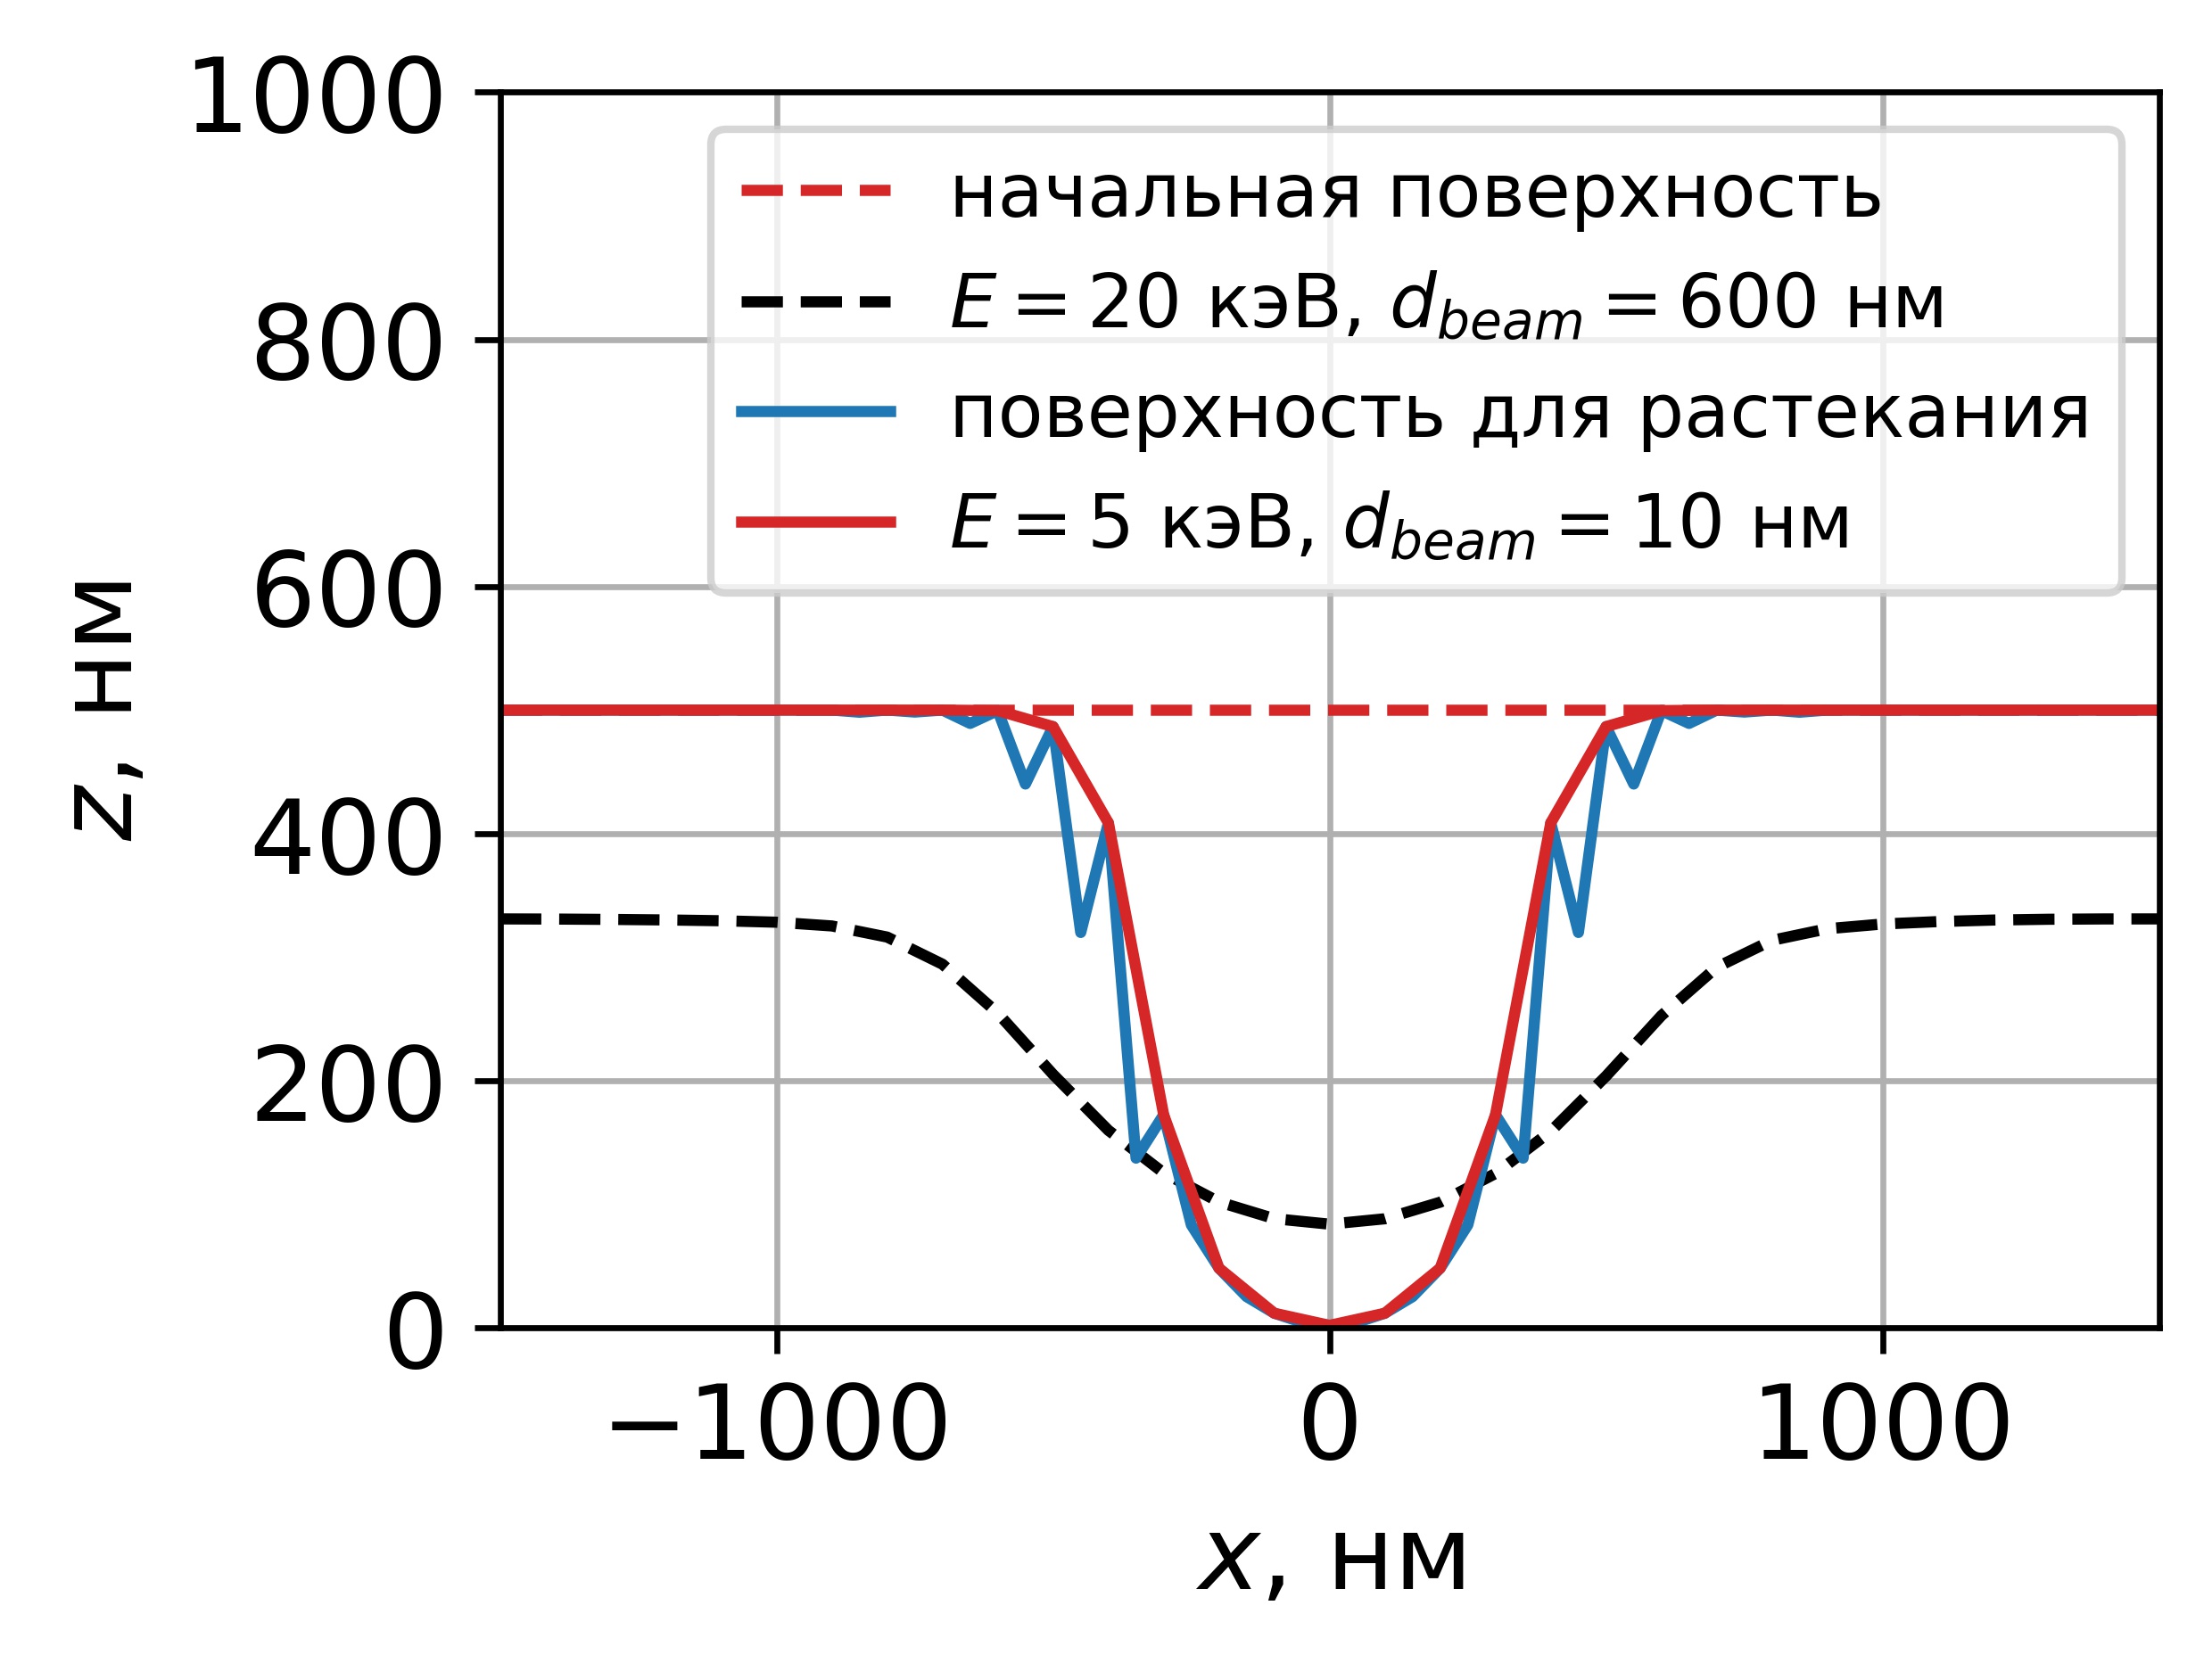 1000
800
600
400
200
0
z, нм
начальная поверхность
E = 20 кэВ, d_beam = 600 нм
поверхность для растекания
E = 5 кэВ, d_beam = 10 нм
−1000 0 1000
x, нм